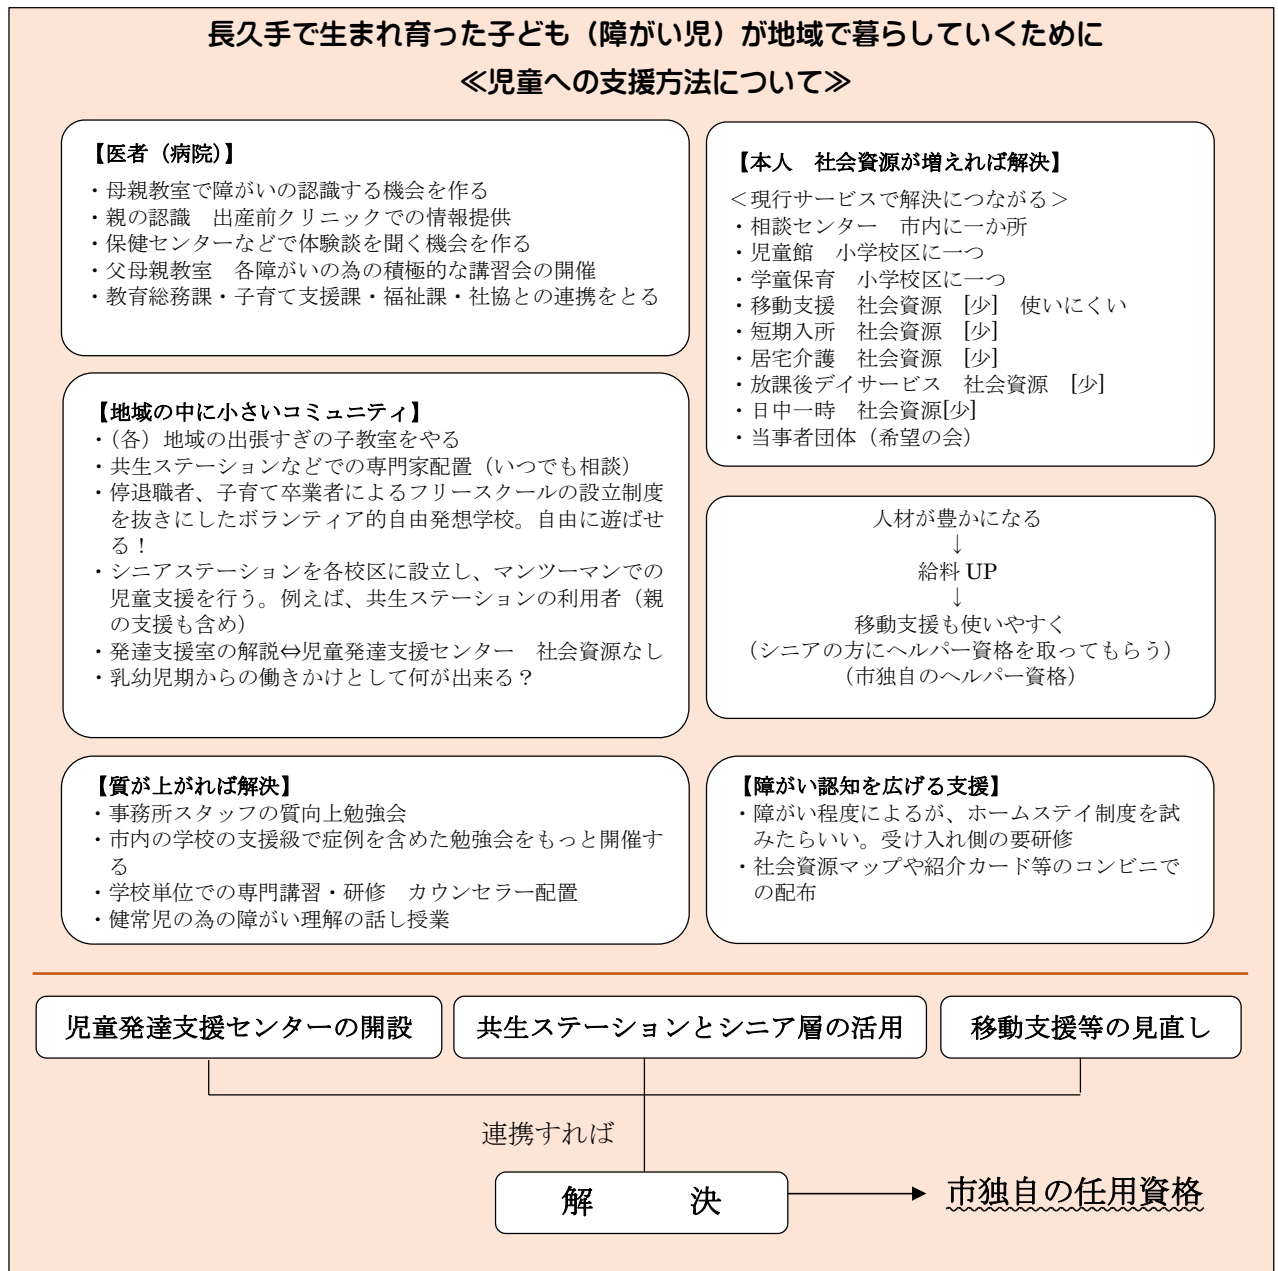 長久手で生まれ育った子ども（障がい児）が地域で暮らしていくために
≪児童への支援方法について≫
【医者（病院）】
・母親教室で障がいの認識する機会を作る
・親の認識　出産前クリニックでの情報提供
・保健センターなどで体験談を聞く機会を作る
・父母親教室　各障がいの為の積極的な講習会の開催
・教育総務課・子育て支援課・福祉課・社協との連携をとる
【地域の中に小さいコミュニティ】
・（各）地域の出張すぎの子教室をやる
・共生ステーションなどでの専門家配置（いつでも相談）
・停退職者、子育て卒業者によるフリースクールの設立制度
を抜きにしたボランティア的自由発想学校。自由に遊ばせ
る！
・シニアステーションを各校区に設立し、マンツーマンでの
児童支援を行う。例えば、共生ステーションの利用者（親
の支援も含め）
・発達支援室の解説⇔児童発達支援センター　社会資源なし
・乳幼児期からの働きかけとして何が出来る？
【質が上がれば解決】
・事務所スタッフの質向上勉強会
・市内の学校の支援級で症例を含めた勉強会をもっと開催す
る
・学校単位での専門講習・研修　カウンセラー配置
・健常児の為の障がい理解の話し授業
【本人　社会資源が増えれば解決】
＜現行サービスで解決につながる＞
・相談センター　市内に一か所
・児童館　小学校区に一つ
・学童保育　小学校区に一つ
・移動支援　社会資源　[少]　使いにくい
・短期入所　社会資源　[少]
・居宅介護　社会資源　[少]
・放課後デイサービス　社会資源　[少]
・日中一時　社会資源[少]
・当事者団体（希望の会）
人材が豊かになる
↓
給料 UP
↓
移動支援も使いやすく
（シニアの方にヘルパー資格を取ってもらう）
（市独自のヘルパー資格）
【障がい認知を広げる支援】
・障がい程度によるが、ホームステイ制度を試
みたらいい。受け入れ側の要研修
・社会資源マップや紹介カード等のコンビニで
の配布
児童発達支援センターの開設
共生ステーションとシニア層の活用
移動支援等の見直し
連携すれば
解　　　決
市独自の任用資格